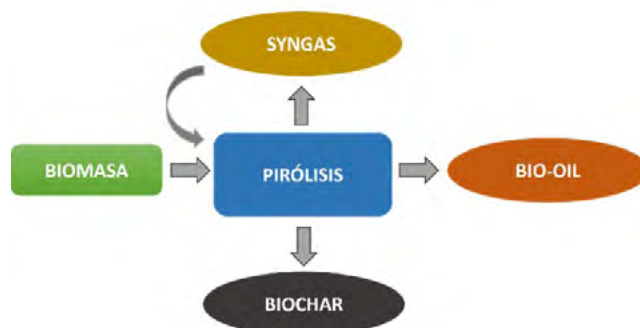 SYNGAS
BIOMASA
PIRÓLISIS
BIO-OIL
BIOCHAR